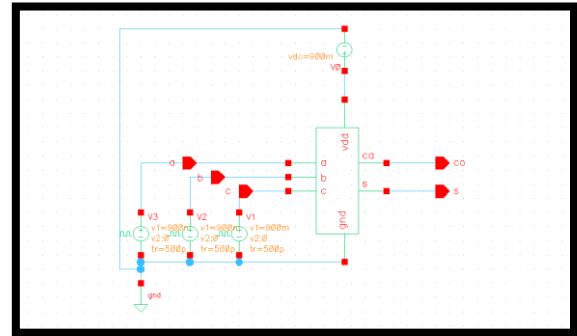 vdc=900m
V0
vdd
a
a
ca
co
b
b
c
c
s
s
gnd
V3
V2
V1
v1=900m
v1=900m
v1=900m
v2:0
v2:0
v2:0
tr=500p
tr=500p
tr=500p
gnd